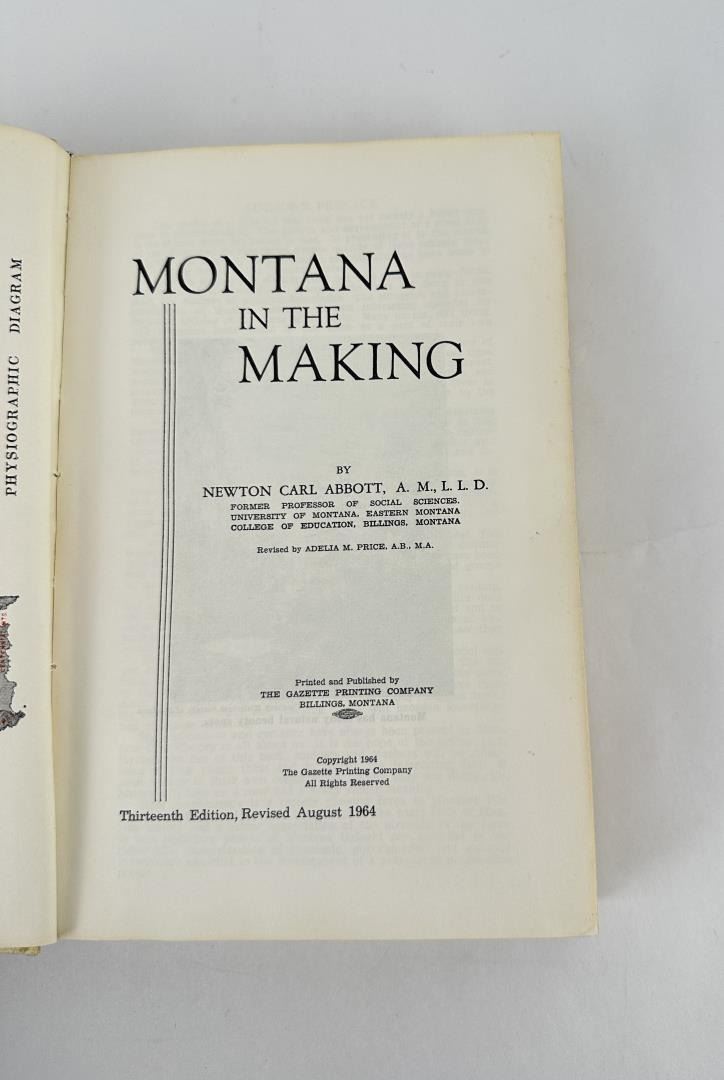 PHYSIOGRAPHIC DIAGRAM
MONTANA
IN THE
MAKING
BY
NEWTON CARL ABBOTT, A. M., L. L. D.
FORMER PROFESSOR OF SOCIAL SCIENCES,
UNIVERSITY OF MONTANA, EASTERN MONTANA
COLLEGE OF EDUCATION, BILLINGS, MONTANA
Revised by ADELIA M. PRICE, A.B., M.A.
Printed and Published by
THE GAZETTE PRINTING COMPANY
BILLINGS, MONTANA
Copyright 1964
The Gazette Printing Company
All Rights Reserved
Thirteenth Edition, Revised August 1964